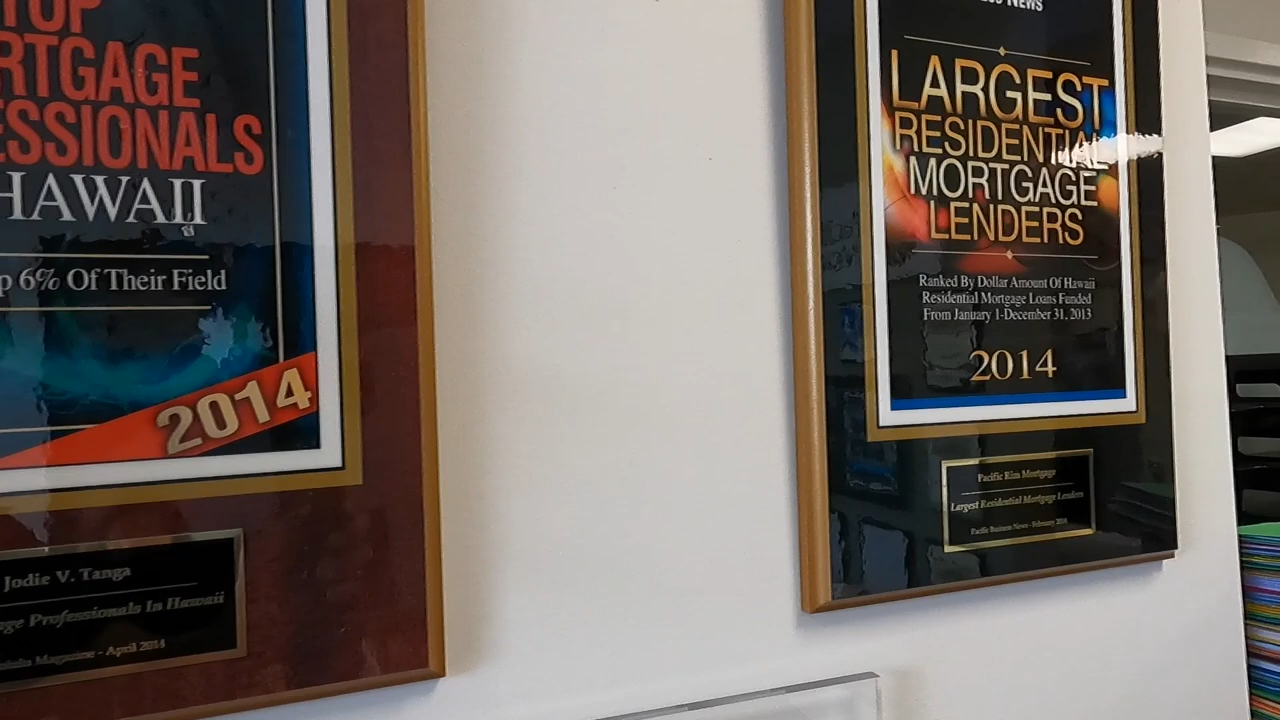 TOP
RTGAGE
ESSIONALS
HAWAII
p 6% Of Their Field
2014
Jodie V. Tanga
ge Professionals In Hawaii
Magazine - April 2014
News
LARGEST
RESIDENTIAL
MORTGAGE
LENDERS
Ranked By Dollar Amount Of Hawaii
Residential Mortgage Loans Funded
From January 1-December 31, 2013
2014
Pacific Rim Mortgage
Largest Residential Mortgage Lenders
Pacific Business News - February 2014